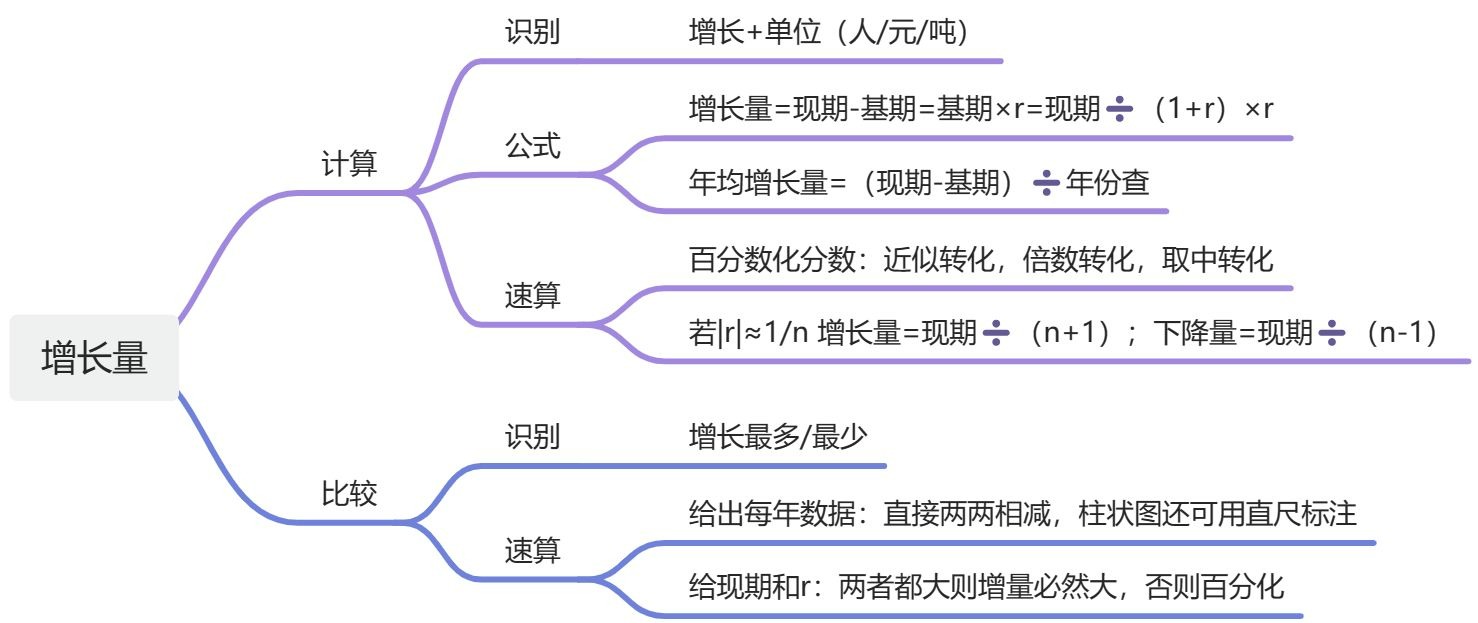 增长量
计算
识别
增长+单位（人/元/吨）
公式
增长量=现期-基期=基期×r=现期➗（1+r）×r
年均增长量=（现期-基期）➗年份查
速算
百分数化分数：近似转化，倍数转化，取中转化
若|r|≈1/n 增长量=现期➗（n+1）；下降量=现期➗（n-1）
比较
识别
增长最多/最少
速算
给出每年数据：直接两两相减，柱状图还可用直尺标注
给现期和r：两者都大则增量必然大，否则百分化